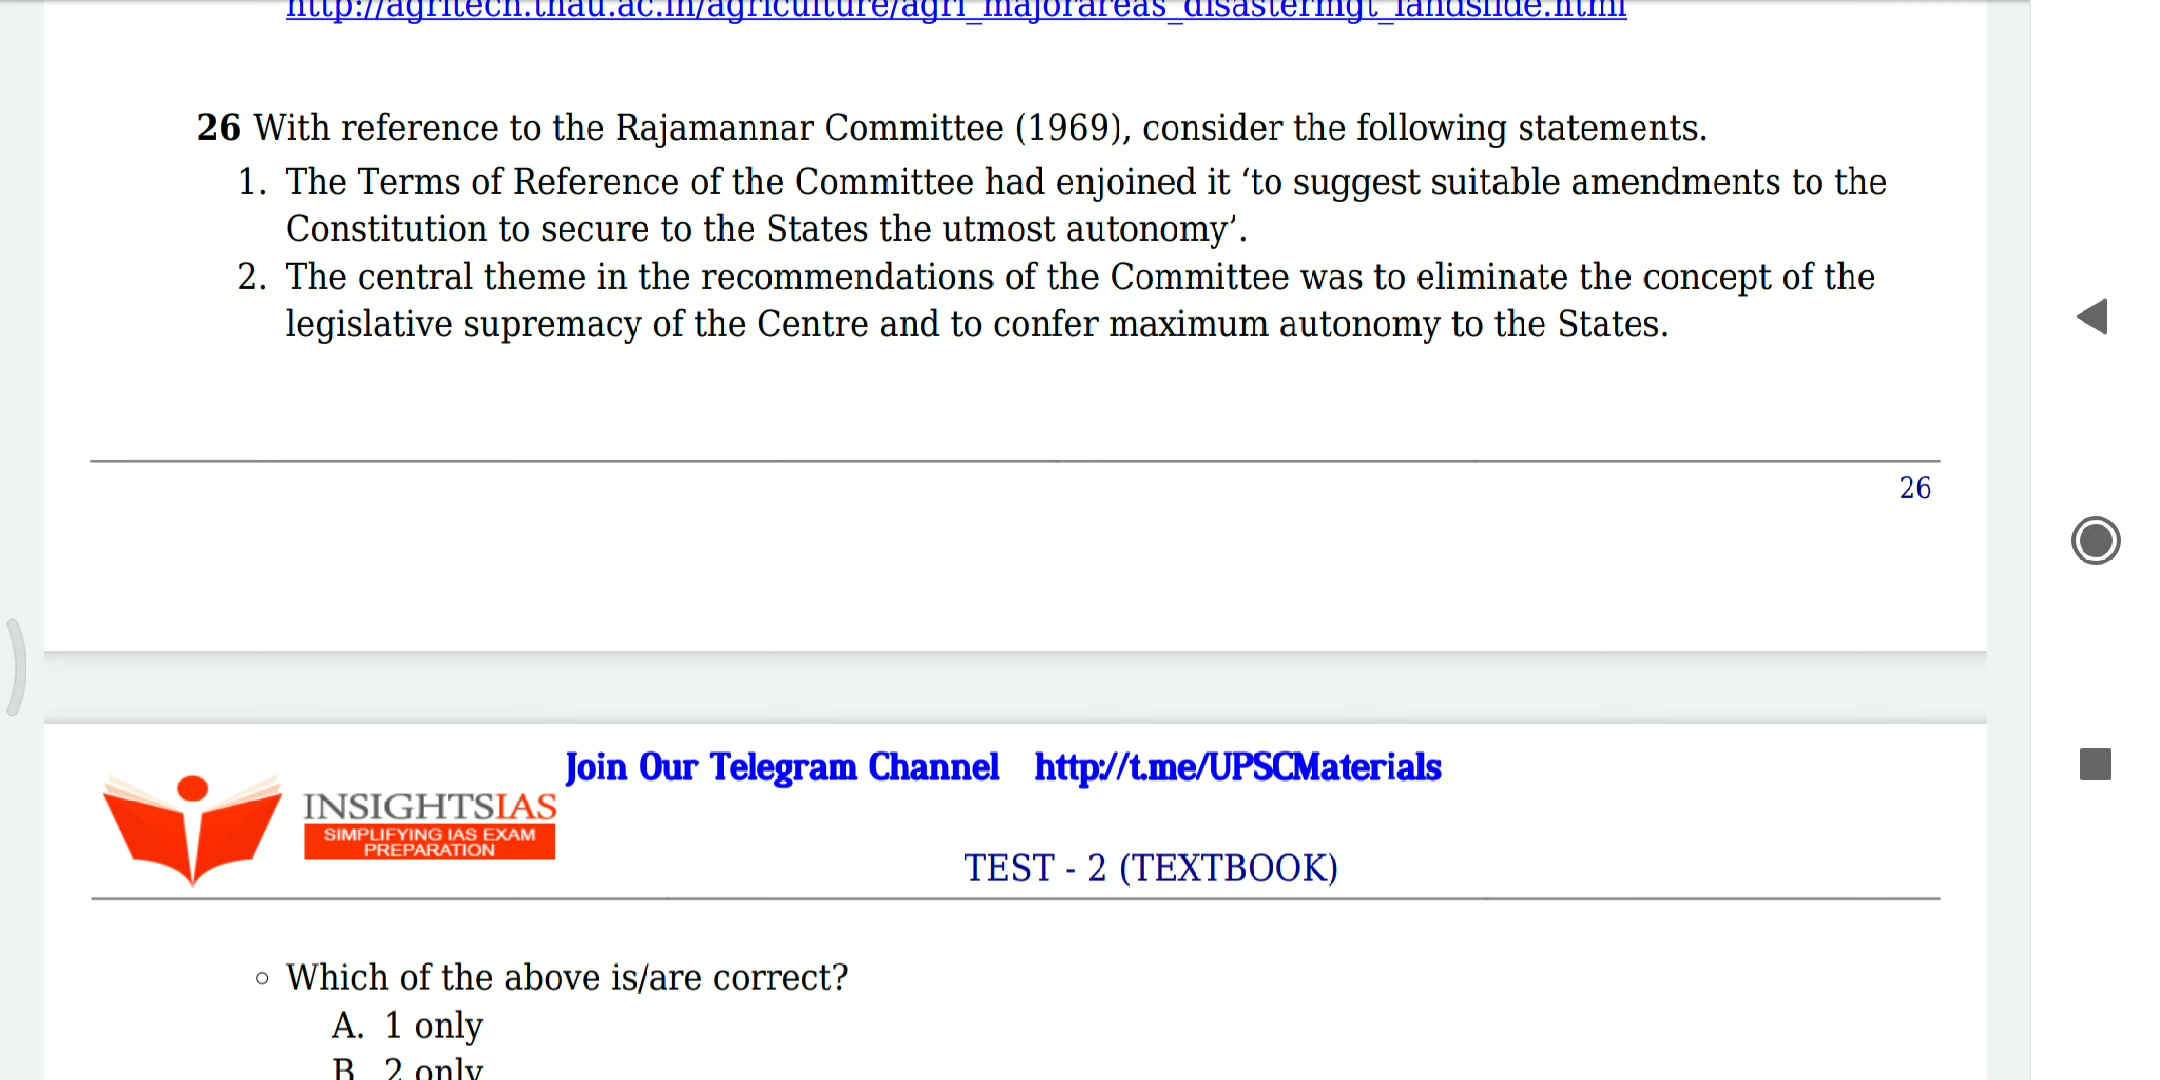 http://agritech.tnau.ac.in/agriculture/agri_majorareas_disastermgt_landslide.html
26 With reference to the Rajamannar Committee (1969), consider the following statements.
1. The Terms of Reference of the Committee had enjoined it ‘to suggest suitable amendments to the
Constitution to secure to the States the utmost autonomy’.
2. The central theme in the recommendations of the Committee was to eliminate the concept of the
legislative supremacy of the Centre and to confer maximum autonomy to the States.
26
Join Our Telegram Channel http://t.me/UPSCMaterials
INSIGHTSIAS
SIMPLIFYING IAS EXAM
PREPARATION
TEST - 2 (TEXTBOOK)
Which of the above is/are correct?
A. 1 only
B. 2 only